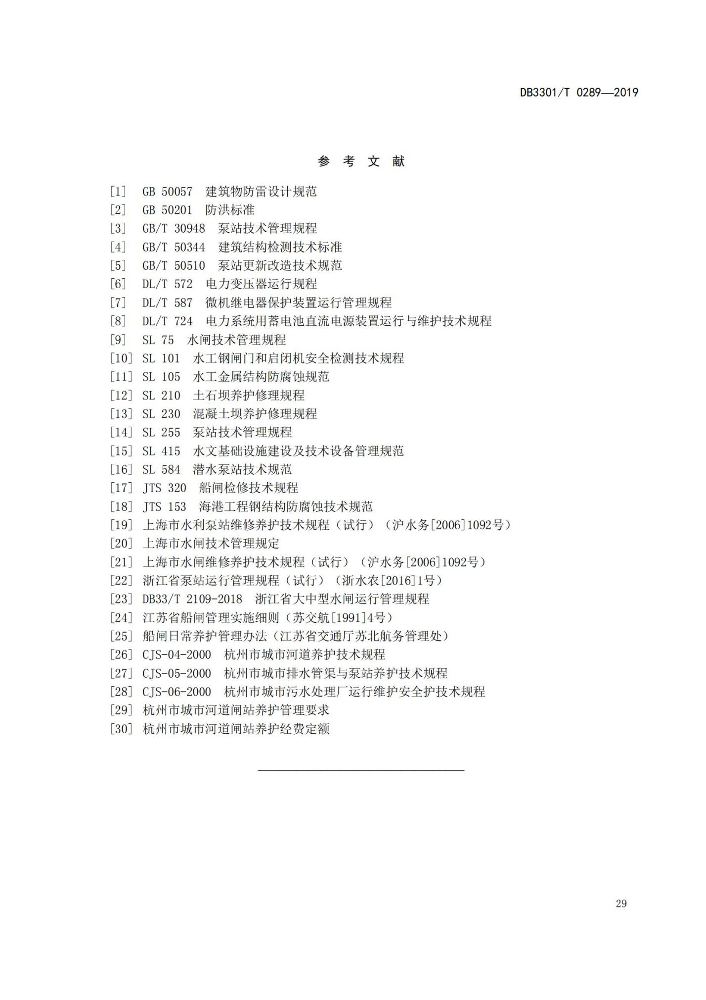 DB3301/T 0289—2019
参 考 文 献
[1] GB 50057 建筑物防雷设计规范
[2] GB 50201 防洪标准
[3] GB/T 30948 泵站技术管理规程
[4] GB/T 50344 建筑结构检测技术标准
[5] GB/T 50510 泵站更新改造技术规范
[6] DL/T 572 电力变压器运行规程
[7] DL/T 587 微机继电器保护装置运行管理规程
[8] DL/T 724 电力系统用蓄电池直流电源装置运行与维护技术规程
[9] SL 75 水闸技术管理规程
[10] SL 101 水工钢闸门和启闭机安全检测技术规程
[11] SL 105 水工金属结构防腐蚀规范
[12] SL 210 土石坝养护修理规程
[13] SL 230 混凝土坝养护修理规程
[14] SL 255 泵站技术管理规程
[15] SL 415 水文基础设施建设及技术设备管理规范
[16] SL 584 潜水泵站技术规范
[17] JTS 320 船闸检修技术规程
[18] JTS 153 海港工程钢结构防腐蚀技术规范
[19] 上海市水利泵站维修养护技术规程（试行）（沪水务[2006]1092号）
[20] 上海市水闸技术管理规定
[21] 上海市水闸维修养护技术规程（试行）（沪水务[2006]1092号）
[22] 浙江省泵站运行管理规程（试行）（浙水农[2016]1号）
[23] DB33/T 2109-2018 浙江省大中型水闸运行管理规程
[24] 江苏省船闸管理实施细则（苏交航[1991]4号）
[25] 船闸日常养护管理办法（江苏省交通厅苏北航务管理处）
[26] CJS-04-2000 杭州市城市河道养护技术规程
[27] CJS-05-2000 杭州市城市排水管渠与泵站养护技术规程
[28] CJS-06-2000 杭州市城市污水处理厂运行维护安全护技术规程
[29] 杭州市城市河道闸站养护管理要求
[30] 杭州市城市河道闸站养护经费定额
29